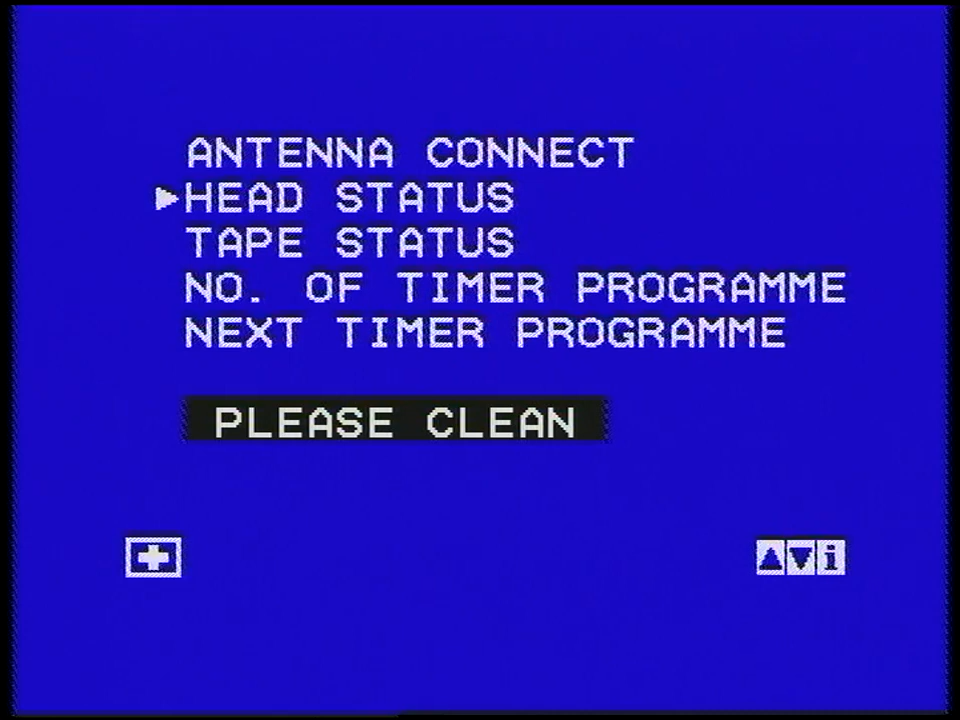 ANTENNA CONNECT
HEAD STATUS
TAPE STATUS
NO. OF TIMER PROGRAMME
NEXT TIMER PROGRAMME
PLEASE CLEAN
i